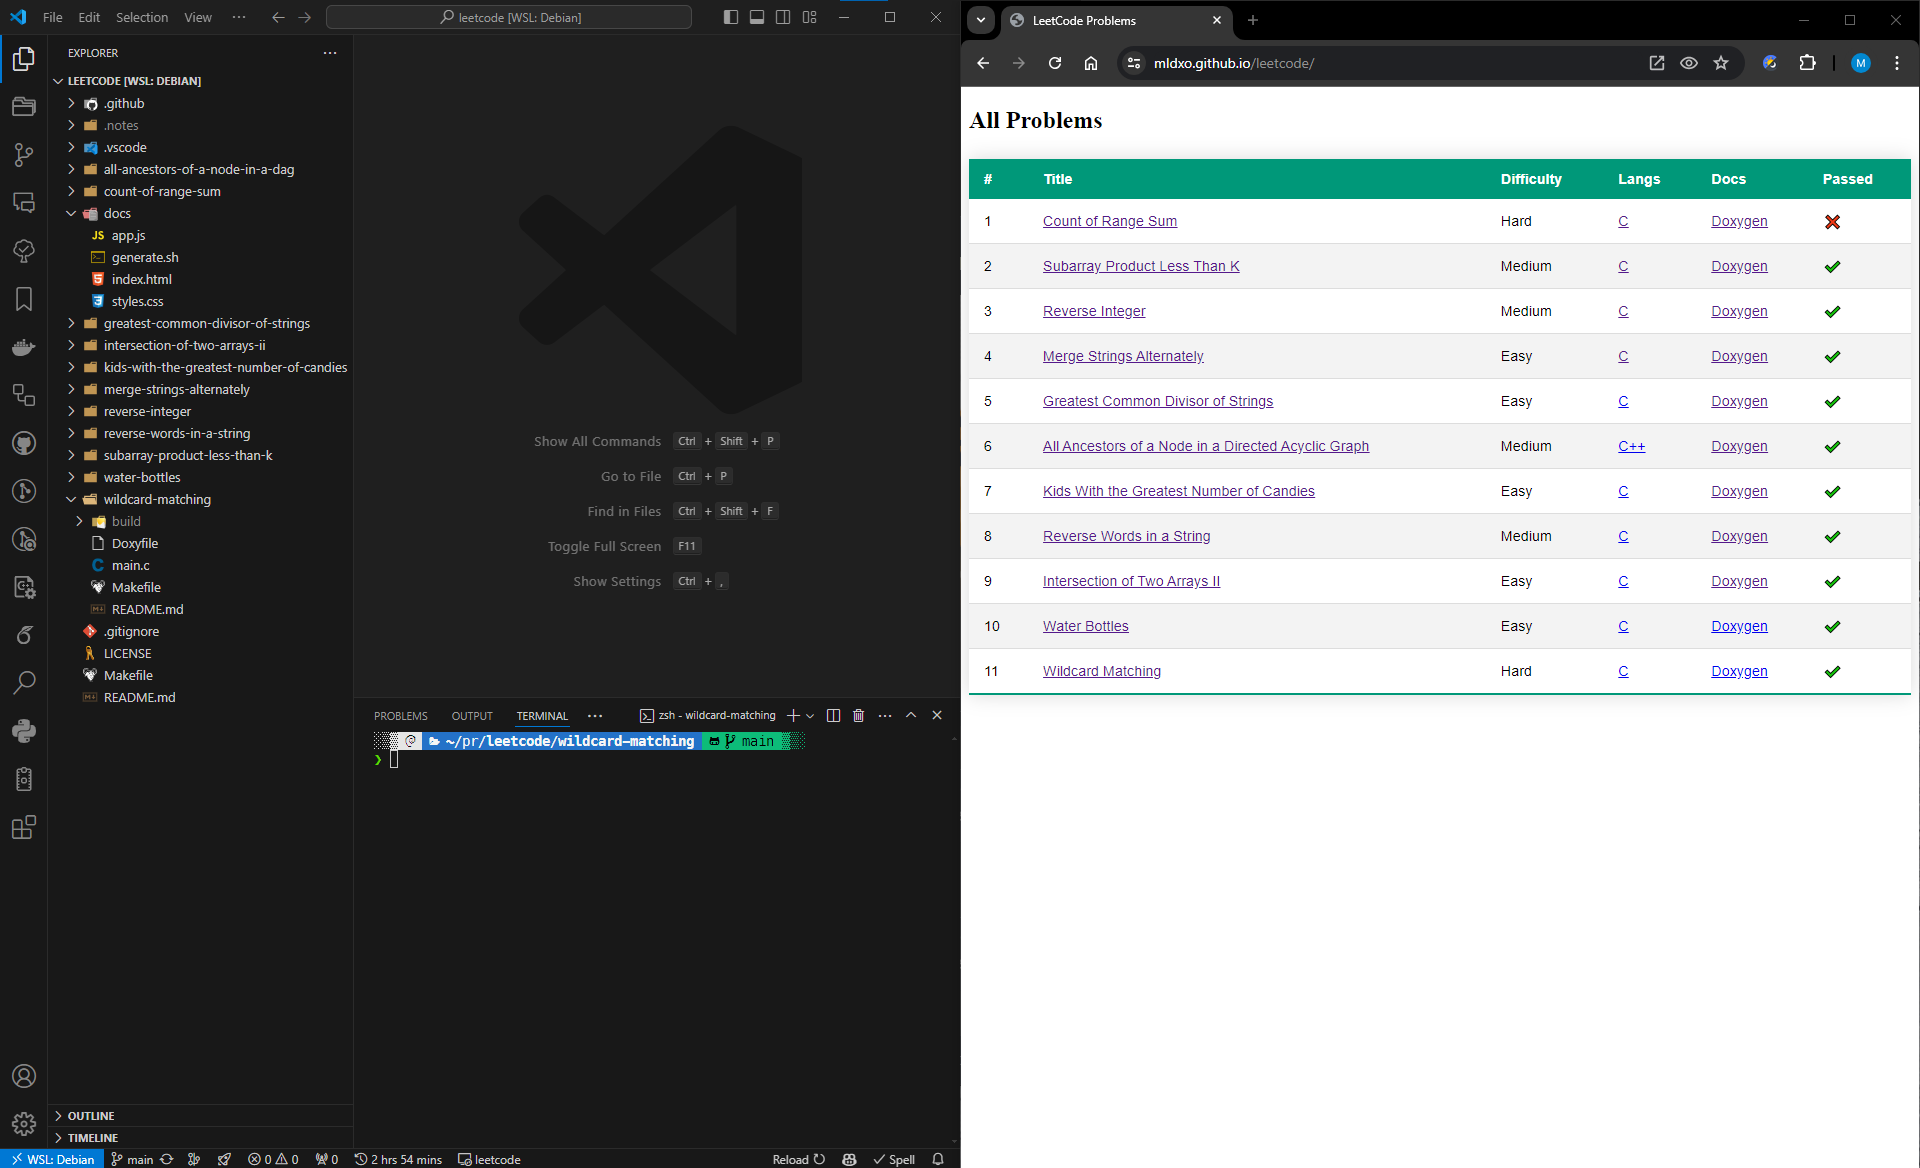 File Edit Selection View ··· leetcode [WSL: Debian]
EXPLORER
LEETCODE [WSL: DEBIAN]
.github
.notes
.vscode
all-ancestors-of-a-node-in-a-dag
count-of-range-sum
docs
JS app.js
generate.sh
index.html
styles.css
greatest-common-divisor-of-strings
intersection-of-two-arrays-ii
kids-with-the-greatest-number-of-candies
merge-strings-alternately
reverse-integer
reverse-words-in-a-string
subarray-product-less-than-k
water-bottles
wildcard-matching
build
Doxyfile
C main.c
Makefile
README.md
.gitignore
LICENSE
Makefile
README.md
OUTLINE
TIMELINE
Show All Commands Ctrl + Shift + P
Go to File Ctrl + P
Find in Files Ctrl + Shift + F
Toggle Full Screen F11
Show Settings Ctrl + ,
PROBLEMS OUTPUT TERMINAL ··· zsh - wildcard-matching
~/pr/leetcode/wildcard-matching main
❯
WSL: Debian main 0 0 0 2 hrs 54 mins leetcode Reload Spell
LeetCode Problems
mldxo.github.io/leetcode/ M
All Problems
# Title Difficulty Langs Docs Passed
1 Count of Range Sum Hard C Doxygen ❌
2 Subarray Product Less Than K Medium C Doxygen ✔
3 Reverse Integer Medium C Doxygen ✔
4 Merge Strings Alternately Easy C Doxygen ✔
5 Greatest Common Divisor of Strings Easy C Doxygen ✔
6 All Ancestors of a Node in a Directed Acyclic Graph Medium C++ Doxygen ✔
7 Kids With the Greatest Number of Candies Easy C Doxygen ✔
8 Reverse Words in a String Medium C Doxygen ✔
9 Intersection of Two Arrays II Easy C Doxygen ✔
10 Water Bottles Easy C Doxygen ✔
11 Wildcard Matching Hard C Doxygen ✔